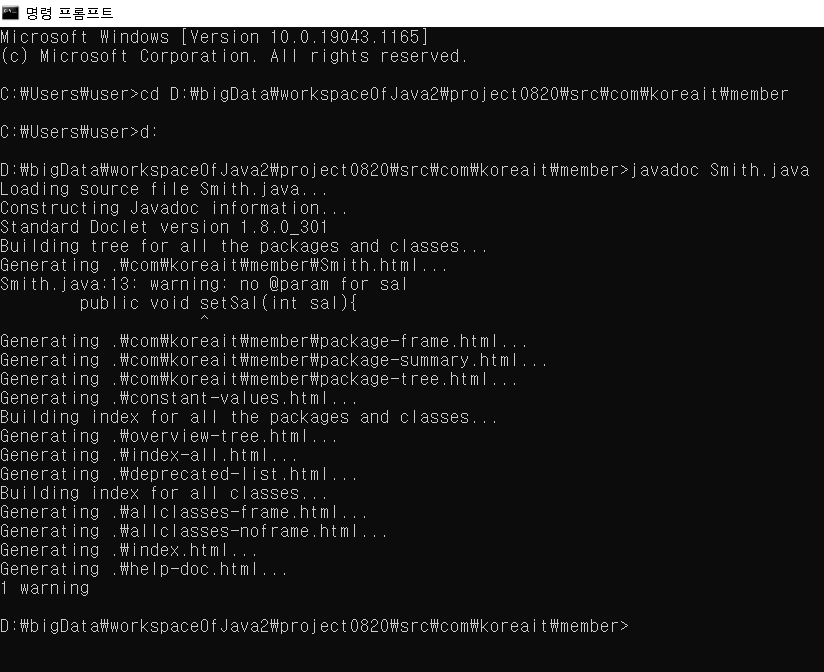 명령 프롬프트
Microsoft Windows [Version 10.0.19043.1165]
(c) Microsoft Corporation. All rights reserved.
C:₩Users₩user>cd D:₩bigData₩workspaceOfJava2₩project0820₩src₩com₩koreait₩member
C:₩Users₩user>d:
D:₩bigData₩workspaceOfJava2₩project0820₩src₩com₩koreait₩member>javadoc Smith.java
Loading source file Smith.java...
Constructing Javadoc information...
Standard Doclet version 1.8.0_301
Building tree for all the packages and classes...
Generating .₩com₩koreait₩member₩Smith.html...
Smith.java:13: warning: no @param for sal
        public void setSal(int sal){
                    ^
Generating .₩com₩koreait₩member₩package-frame.html...
Generating .₩com₩koreait₩member₩package-summary.html...
Generating .₩com₩koreait₩member₩package-tree.html...
Generating .₩constant-values.html...
Building index for all the packages and classes...
Generating .₩overview-tree.html...
Generating .₩index-all.html...
Generating .₩deprecated-list.html...
Building index for all classes...
Generating .₩allclasses-frame.html...
Generating .₩allclasses-noframe.html...
Generating .₩index.html...
Generating .₩help-doc.html...
1 warning
D:₩bigData₩workspaceOfJava2₩project0820₩src₩com₩koreait₩member>